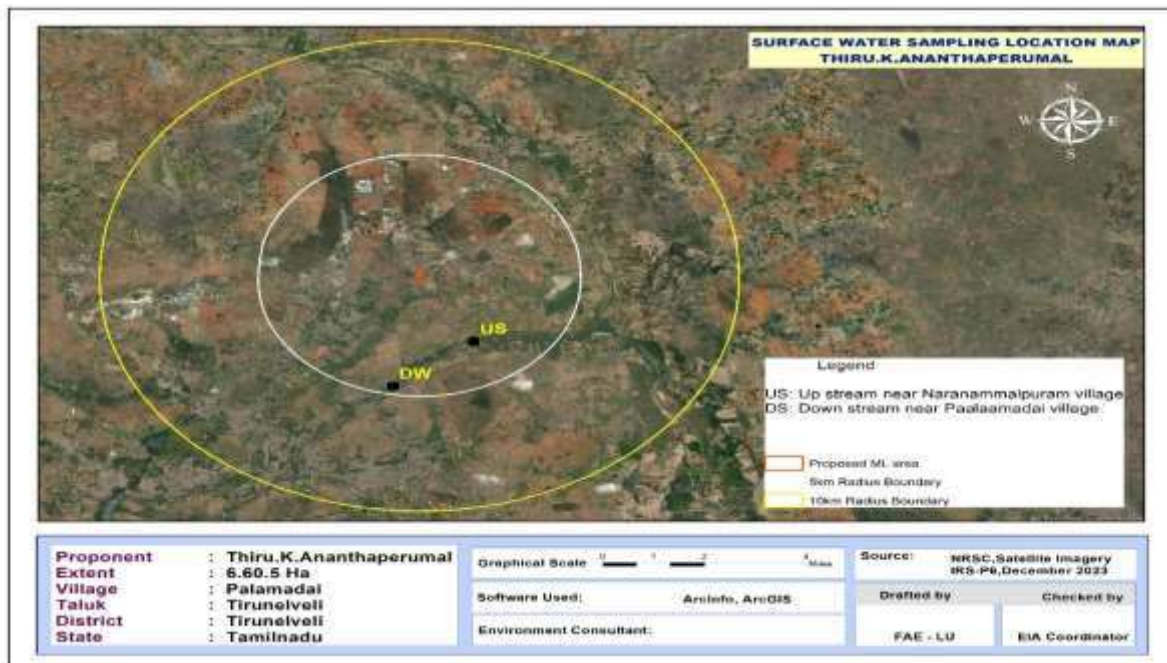 SURFACE WATER SAMPLING LOCATION MAP
THIRU.K.ANANTHAPERUMAL
N
W E
S
US
DW
Legend
US: Up stream near Naranammalpuram village
DS: Down stream near Paalaamadai village
Proposed ML area
5km Radius Boundary
10km Radius Boundary
Proponent : Thiru.K.Ananthaperumal
Extent : 6.60.5 Ha
Village : Palamadai
Taluk : Tirunelveli
District : Tirunelveli
State : Tamilnadu
Graphical Scale 0 1 2 4 Miles
Software Used: ArcInfo, ArcGIS
Environment Consultant:
Source: NRSC,Satellite Imagery
IRS-P6,December 2023
Drafted by Checked by
FAE - LU EIA Coordinator